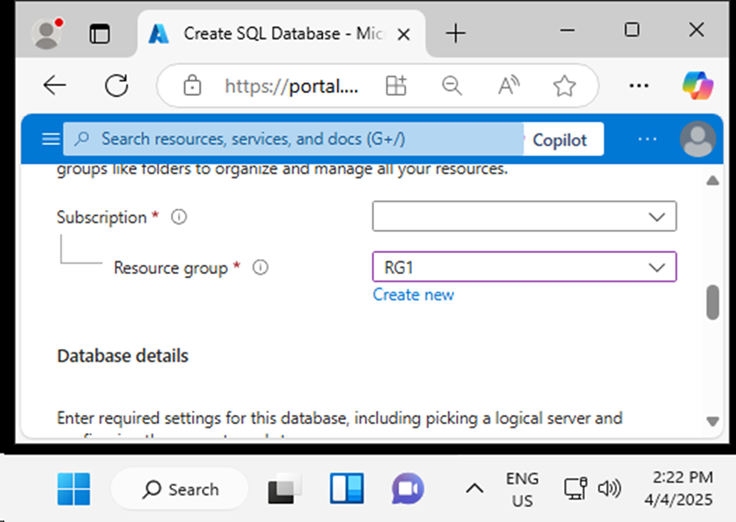 Create SQL Database - Mic
https://portal....
Search resources, services, and docs (G+/)
Copilot
groups like folders to organize and manage all your resources.
Subscription *
Resource group *
RG1
Create new
Database details
Enter required settings for this database, including picking a logical server and
Search
ENG
US
2:22 PM
4/4/2025